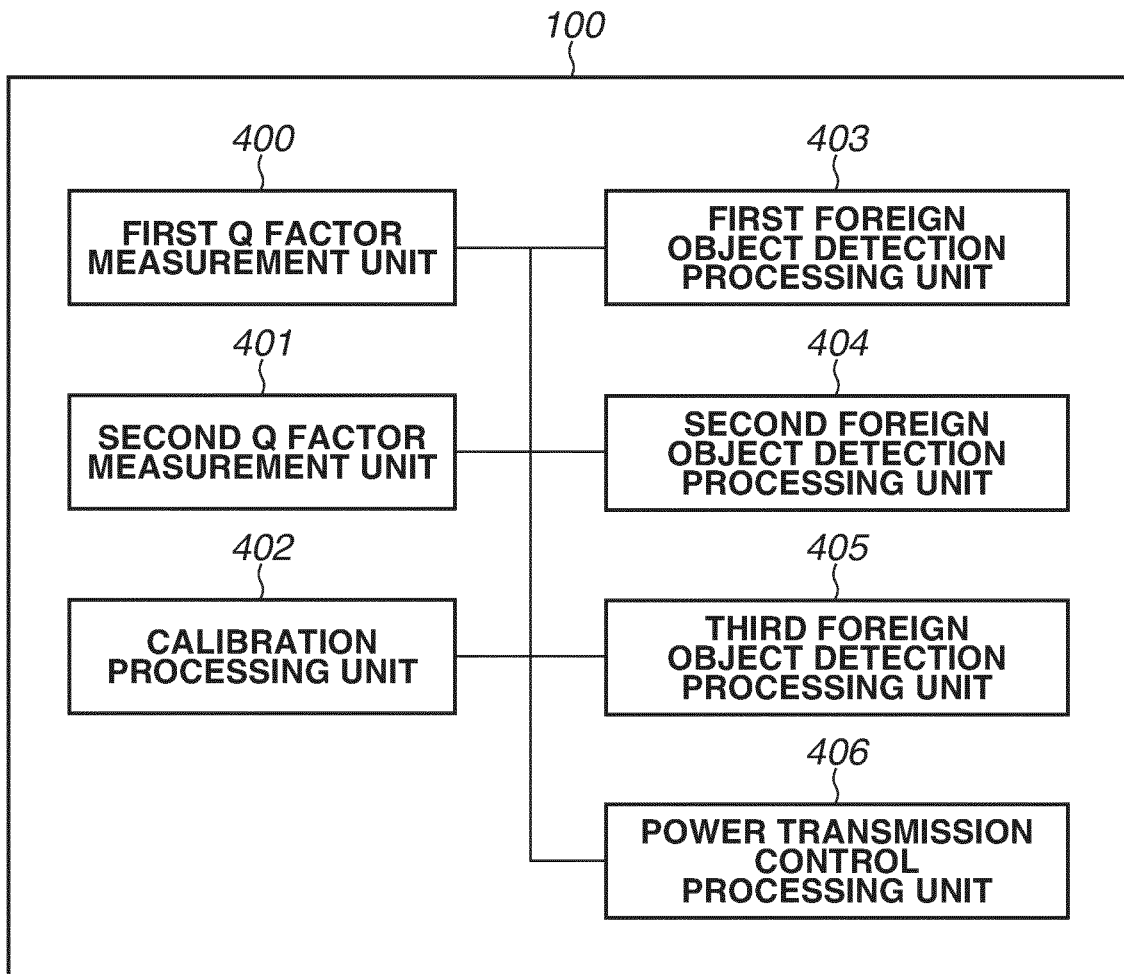 100
400
FIRST Q FACTOR
MEASUREMENT UNIT
403
FIRST FOREIGN
OBJECT DETECTION
PROCESSING UNIT
401
SECOND Q FACTOR
MEASUREMENT UNIT
404
SECOND FOREIGN
OBJECT DETECTION
PROCESSING UNIT
402
CALIBRATION
PROCESSING UNIT
405
THIRD FOREIGN
OBJECT DETECTION
PROCESSING UNIT
406
POWER TRANSMISSION
CONTROL
PROCESSING UNIT